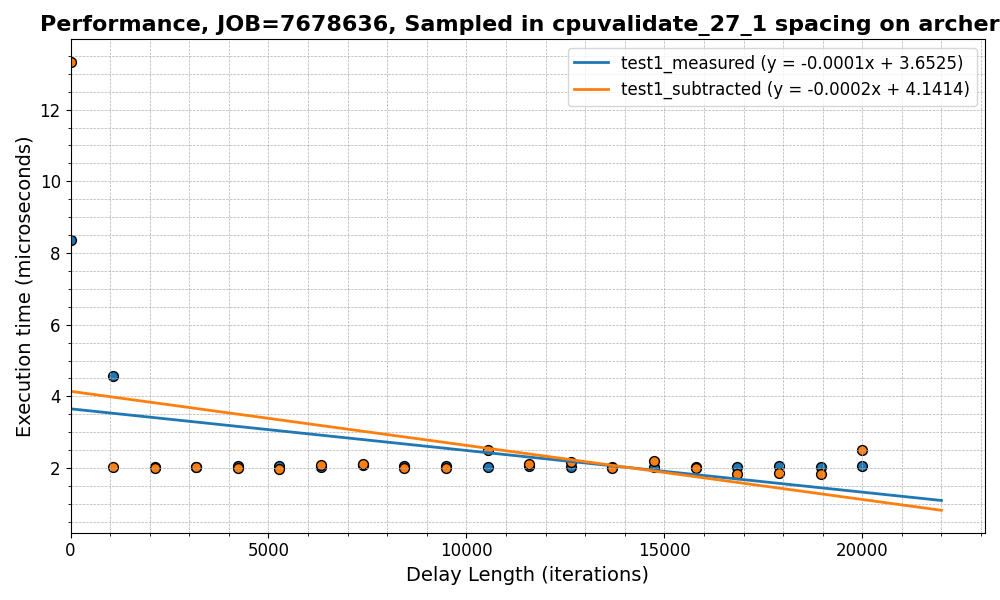 Performance, JOB=7678636, Sampled in cpuvalidate_27_1 spacing on archer
test1_measured (y = -0.0001x + 3.6525)
test1_subtracted (y = -0.0002x + 4.1414)
Execution time (microseconds)
12
10
8
6
4
2
0
5000
10000
15000
20000
Delay Length (iterations)